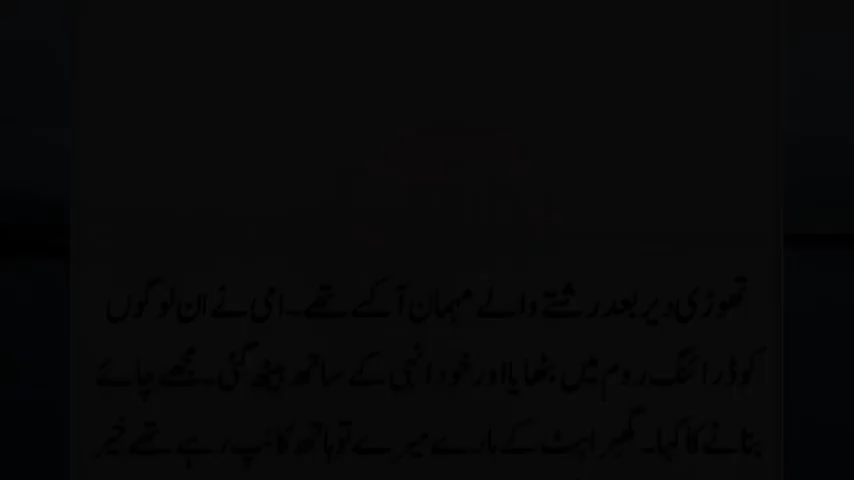 تھوڑی دیر بعد رشتے والے مہمان آ گئے تھے۔ امی نے ان لوگوں
کو ڈرائنگ روم میں بٹھایا اور خود انہی کے ساتھ بیٹھ گئی۔ مجھے چائے
بنانے کا کہا۔ گھبراہٹ کے مارے میرے تو ہاتھ کانپ رہے تھے خیر